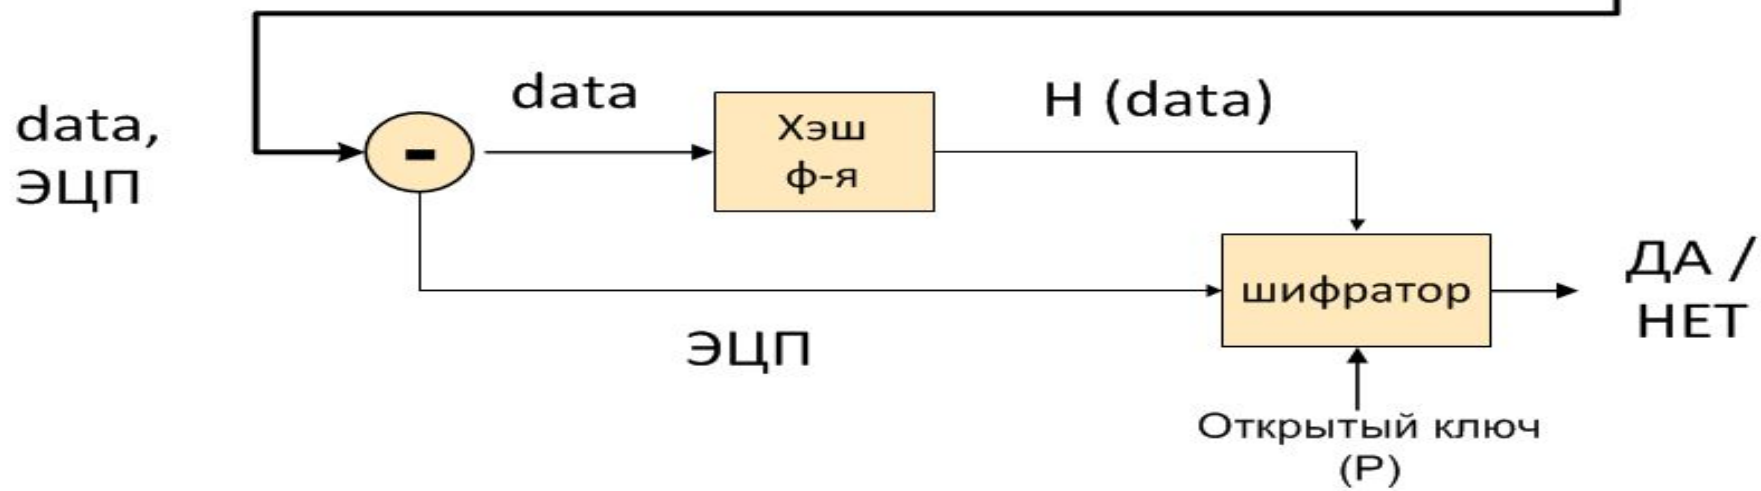 data,
ЭЦП
-
data
Хэш
ф-я
H (data)
ЭЦП
шифратор
ДА /
НЕТ
Открытый ключ
(P)